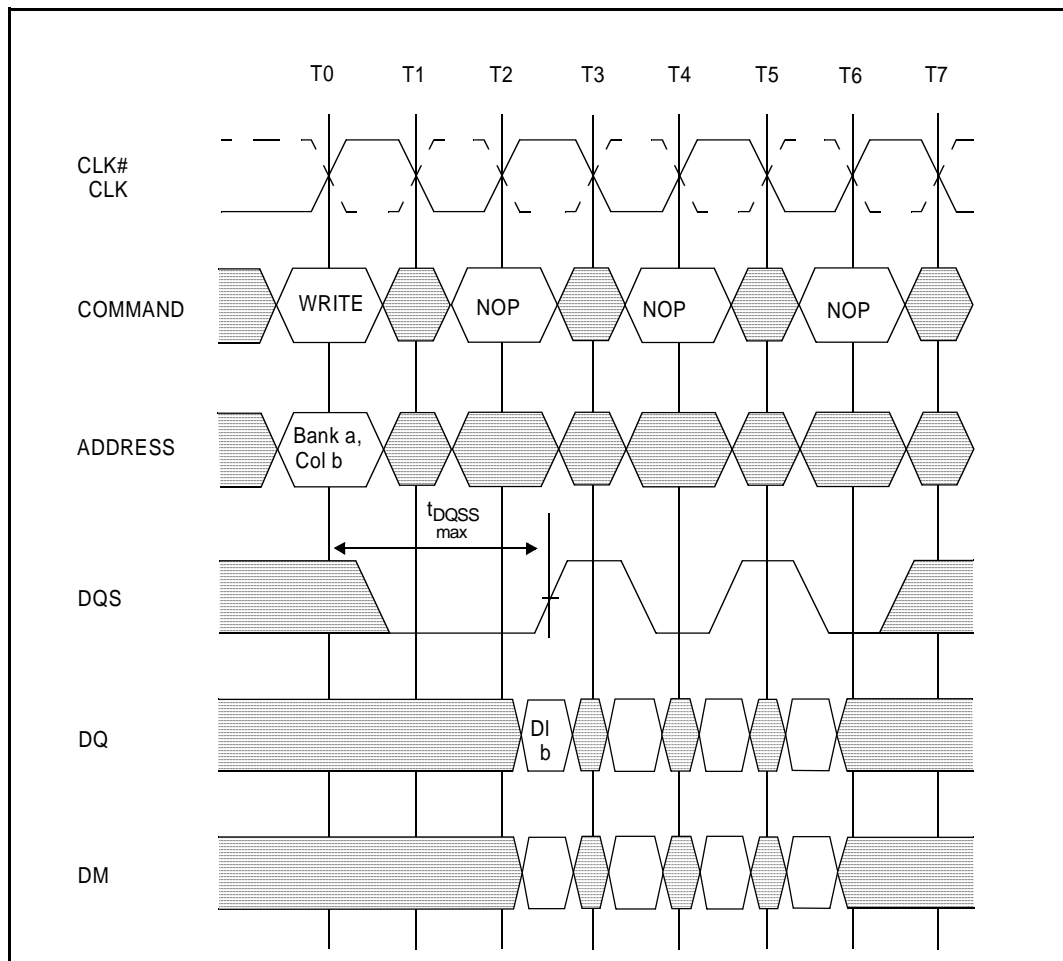 T0 T1 T2 T3 T4 T5 T6 T7
CLK#
CLK
COMMAND
WRITE NOP NOP NOP
ADDRESS
Bank a,
Col b
tDQSS
max
DQS
DQ
DI
b
DM